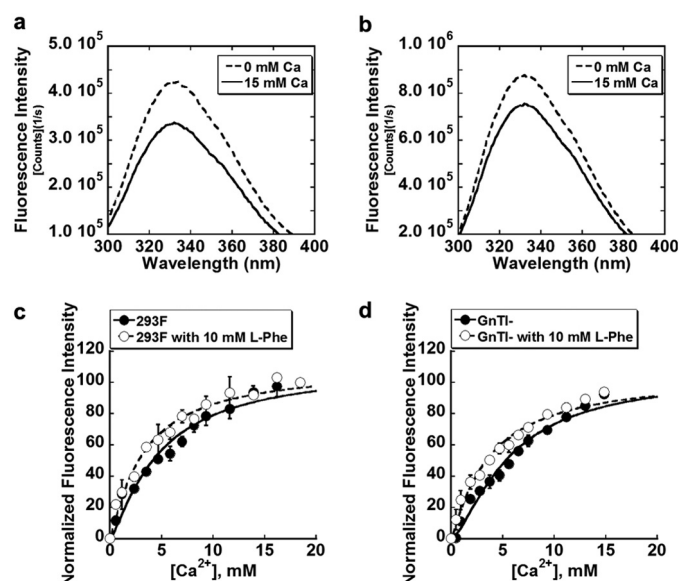 a
5.0 10⁵
4.0 10⁵
3.0 10⁵
2.0 10⁵
1.0 10⁵
Fluorescence Intensity
[Counts](1/s)
0 mM Ca
15 mM Ca
300 320 340 360 380 400
Wavelength (nm)
b
1.0 10⁶
8.0 10⁵
6.0 10⁵
4.0 10⁵
2.0 10⁵
Fluorescence Intensity
[Counts](1/s)
0 mM Ca
15 mM Ca
300 320 340 360 380 400
Wavelength (nm)
c
293F
293F with 10 mM L-Phe
120
100
80
60
40
20
0
Normalized Fluorescence Intensity
0 5 10 15 20
[Ca²⁺], mM
d
GnTI-
GnTI- with 10 mM L-Phe
120
100
80
60
40
20
0
Normalized Fluorescence Intensity
0 5 10 15 20
[Ca²⁺], mM